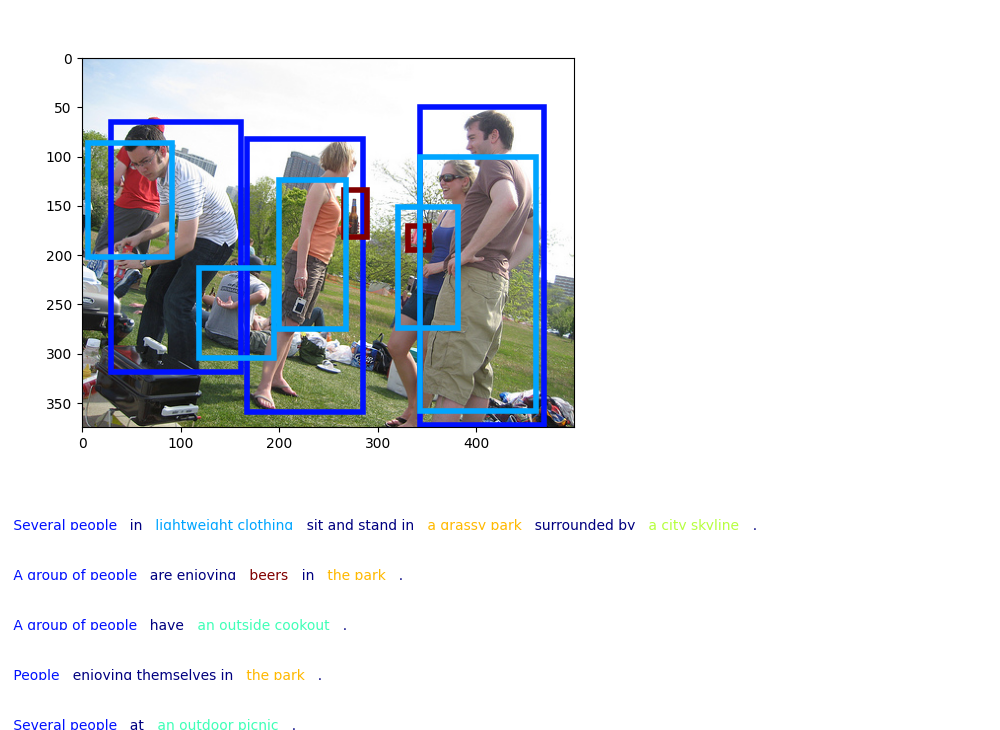 0
50
100
150
200
250
300
350
0 100 200 300 400
Several people in lightweight clothing sit and stand in a grassy park surrounded by a city skyline .
A group of people are enjoying beers in the park .
A group of people have an outside cookout .
People enjoying themselves in the park .
Several people at an outdoor picnic .